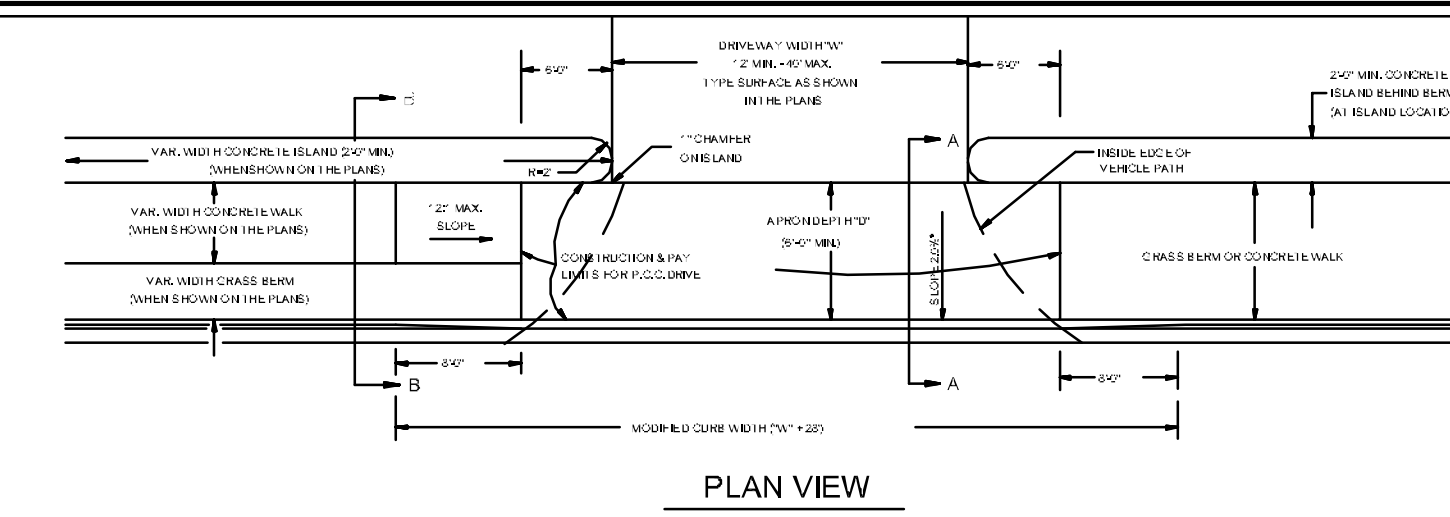 DRIVEWAY WIDTH "W"
12' MIN. - 40' MAX.
TYPE SURFACE AS SHOWN
IN THE PLANS
6'-0"
6'-0"
2'-0" MIN. CONCRETE
ISLAND BEHIND BERM
(AT ISLAND LOCATIO
B
A
1" CHAMFER
ON ISLAND
VAR. WIDTH CONCRETE ISLAND (2'-0" MIN.)
(WHEN SHOWN ON THE PLANS)
R=2'
INSIDE EDGE OF
VEHICLE PATH
VAR. WIDTH CONCRETE WALK
(WHEN SHOWN ON THE PLANS)
12:1 MAX.
SLOPE
APRON DEPTH "D"
(6'-0" MIN.)
SLOPE 2.0%*
CONSTRUCTION & PAY
LIMITS FOR P.C.C. DRIVE
GRASS BERM OR CONCRETE WALK
VAR. WIDTH GRASS BERM
(WHEN SHOWN ON THE PLANS)
8'-0"
B
A
8'-0"
MODIFIED CURB WIDTH ("W" + 28')
PLAN VIEW